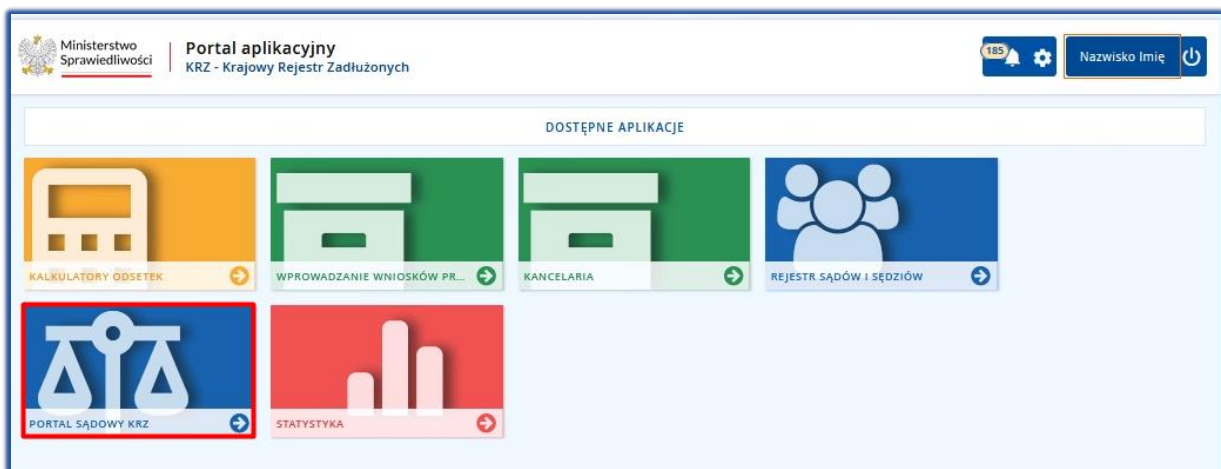 Ministerstwo
Sprawiedliwości
Portal aplikacyjny
KRZ - Krajowy Rejestr Zadłużonych
185
Nazwisko Imię
DOSTĘPNE APLIKACJE
KALKULATORY ODSETEK
WPROWADZANIE WNIOSKÓW PR...
KANCELARIA
REJESTR SĄDÓW I SĘDZIÓW
PORTAL SĄDOWY KRZ
STATYSTYKA